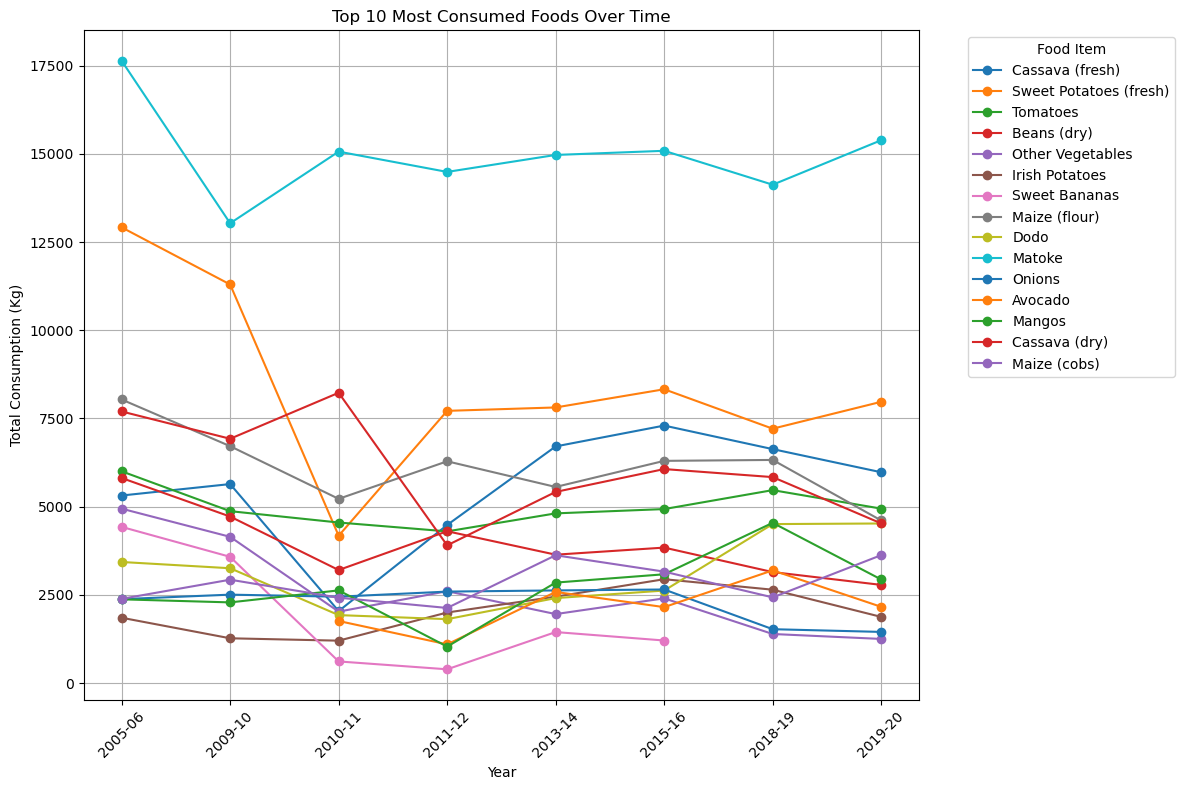 Top 10 Most Consumed Foods Over Time
Total Consumption (Kg)
17500
15000
12500
10000
7500
5000
2500
0
2005-06
2009-10
2010-11
2011-12
2013-14
2015-16
2018-19
2019-20
Year
Food Item
Cassava (fresh)
Sweet Potatoes (fresh)
Tomatoes
Beans (dry)
Other Vegetables
Irish Potatoes
Sweet Bananas
Maize (flour)
Dodo
Matoke
Onions
Avocado
Mangos
Cassava (dry)
Maize (cobs)